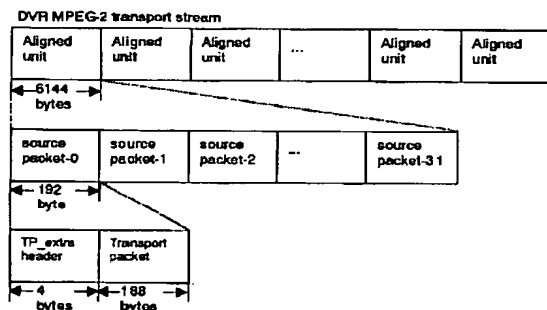 DVR MPEG-2 transport stream
Aligned unit
Aligned unit
Aligned unit
...
Aligned unit
Aligned unit
6144 bytes
source packet-0
source packet-1
source packet-2
...
source packet-31
192 byte
TP_extra header
Transport packet
4 bytes
188 bytes